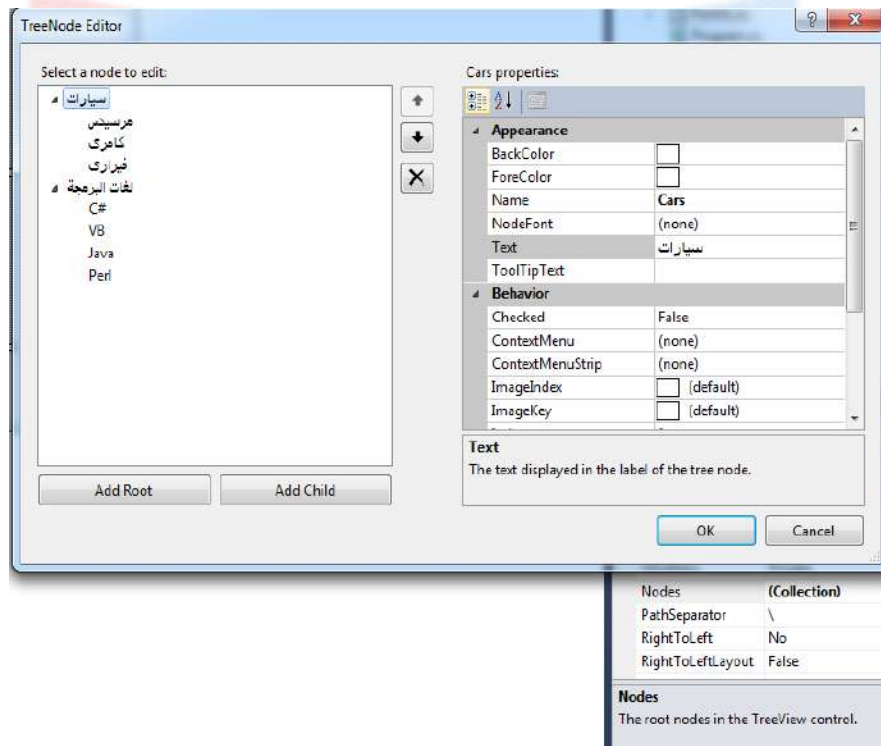 TreeNode Editor
Select a node to edit:
سيارات
مرسيدس
كامري
فيراري
لغات البرمجة
C#
VB
Java
Perl
Add Root
Add Child
Cars properties:
Appearance
BackColor
ForeColor
Name Cars
NodeFont (none)
Text سيارات
ToolTipText
Behavior
Checked False
ContextMenu (none)
ContextMenuStrip (none)
ImageIndex (default)
ImageKey (default)
Text
The text displayed in the label of the tree node.
OK
Cancel
Nodes (Collection)
PathSeparator \
RightToLeft No
RightToLeftLayout False
Nodes
The root nodes in the TreeView control.